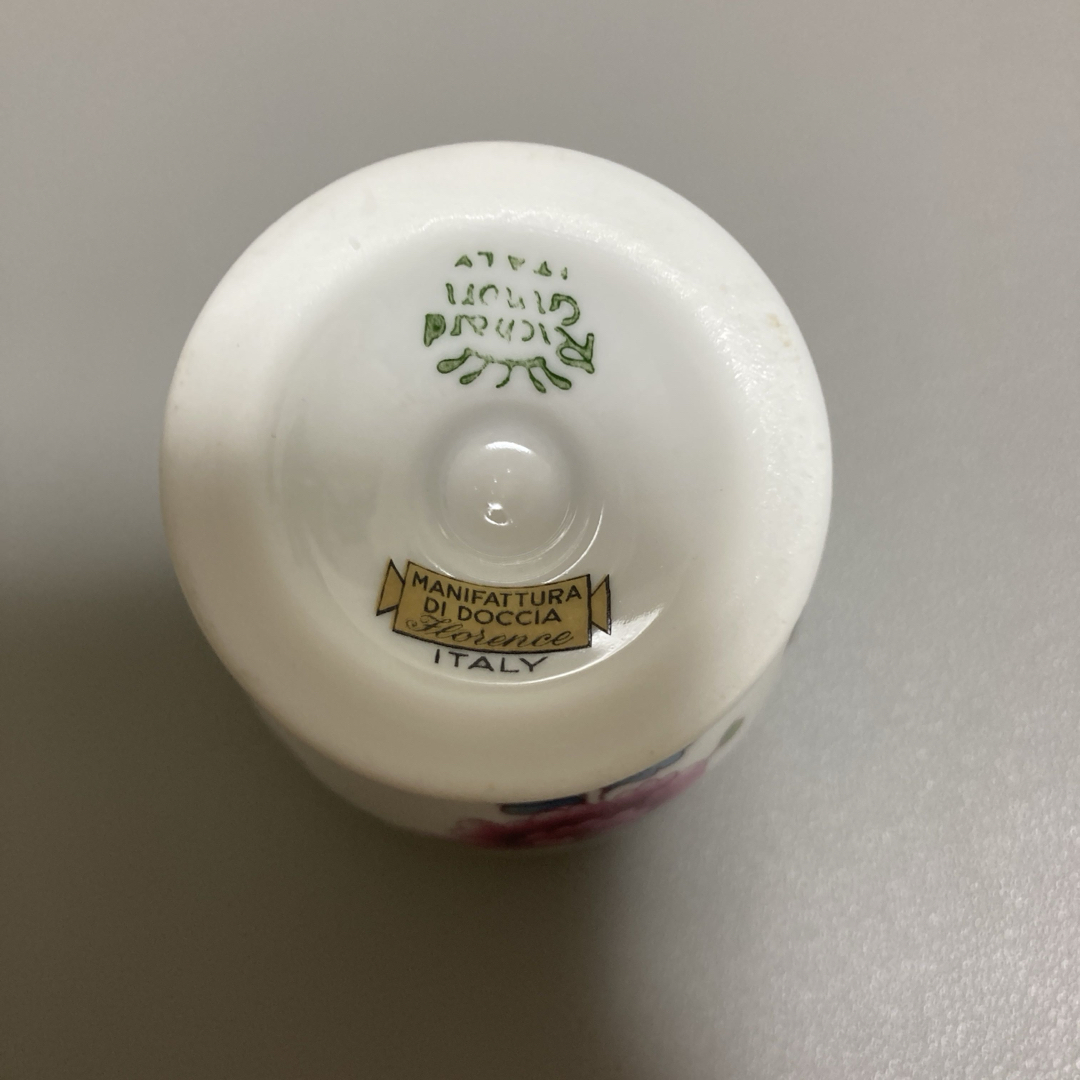 Richard
Ginori
ITALY
MANIFATTURA
DI DOCCIA
Florence
ITALY